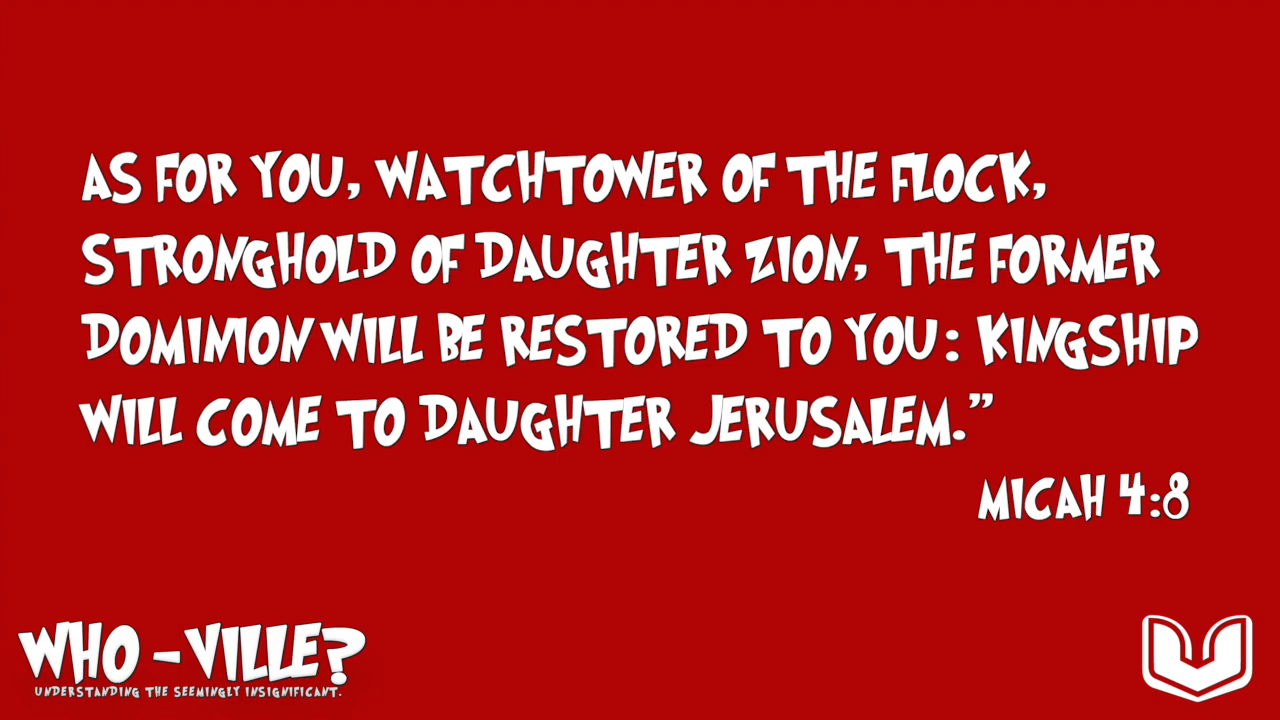 AS FOR YOU, WATCHTOWER OF THE FLOCK,
STRONGHOLD OF DAUGHTER ZION, THE FORMER
DOMINION WILL BE RESTORED TO YOU: KINGSHIP
WILL COME TO DAUGHTER JERUSALEM.”
MICAH 4:8
WHO-VILLE?
UNDERSTANDING THE SEEMINGLY INSIGNIFICANT.